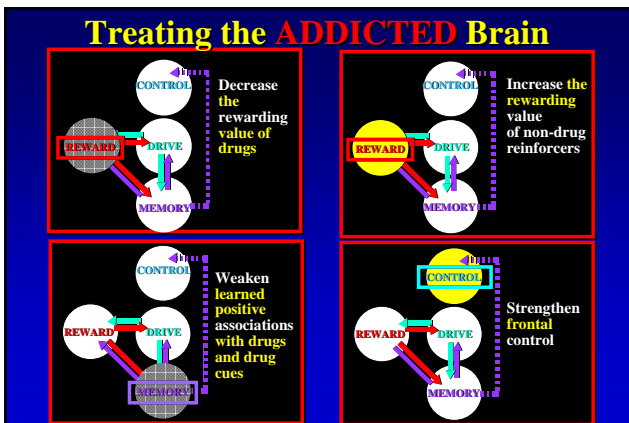 Treating the ADDICTED Brain
CONTROL
REWARD
DRIVE
MEMORY
Decrease
the
rewarding
value of
drugs
CONTROL
REWARD
DRIVE
MEMORY
Increase the
rewarding
value
of non-drug
reinforcers
CONTROL
REWARD
DRIVE
MEMORY
Weaken
learned
positive
associations
with drugs
and drug
cues
CONTROL
REWARD
DRIVE
MEMORY
Strengthen
frontal
control